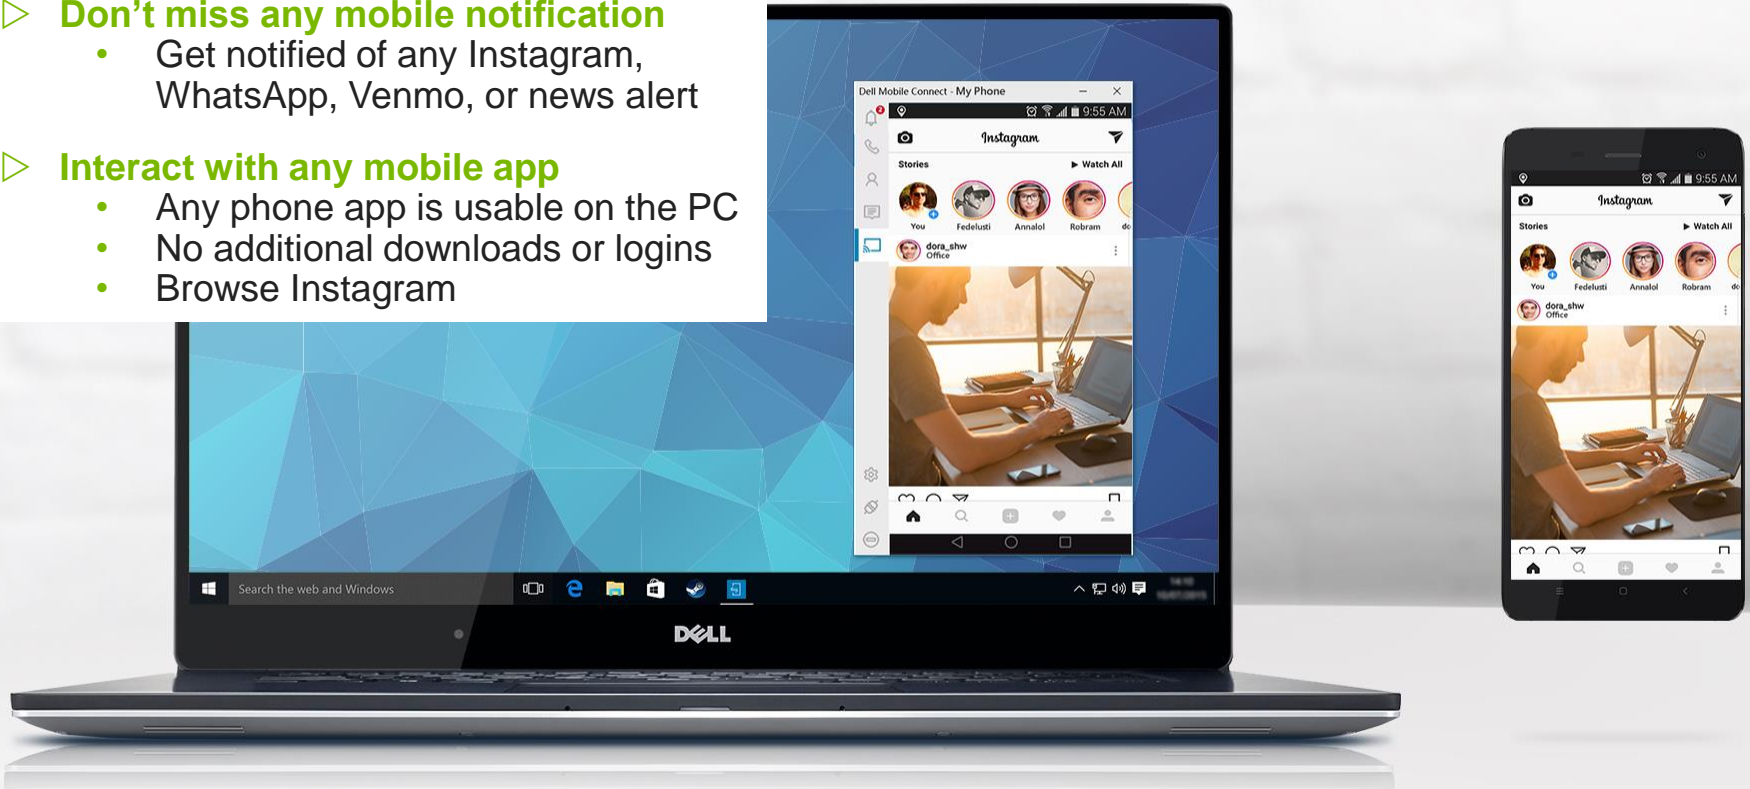 Don’t miss any mobile notification
• Get notified of any Instagram,
WhatsApp, Venmo, or news alert
Interact with any mobile app
• Any phone app is usable on the PC
• No additional downloads or logins
• Browse Instagram
Dell Mobile Connect - My Phone
2
9:55 AM
Instagram
Stories
▶ Watch All
You
Fedelusti
Annalol
Robram
do
dora_shw
Office
Search the web and Windows
DELL
9:55 AM
Instagram
Stories
▶ Watch All
You
Fedelusti
Annalol
Robram
do
dora_shw
Office